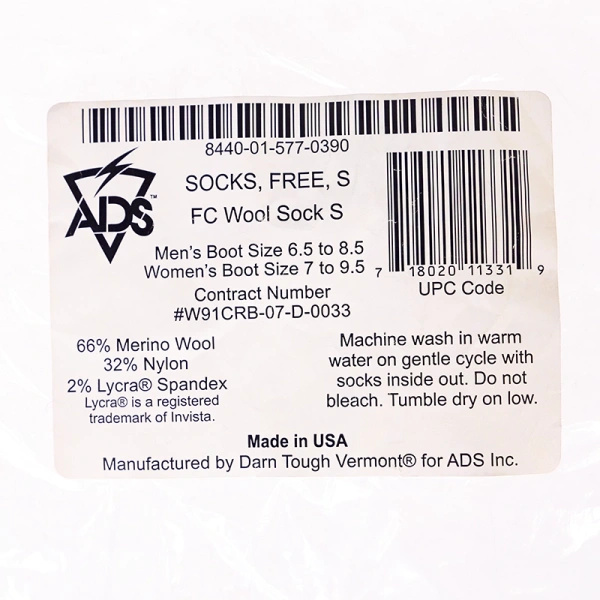 8440-01-577-0390
ADS™
SOCKS, FREE, S
FC Wool Sock S
Men's Boot Size 6.5 to 8.5
Women's Boot Size 7 to 9.5
7 18020 11331 9
UPC Code
Contract Number
#W91CRB-07-D-0033
66% Merino Wool
32% Nylon
2% Lycra® Spandex
Lycra® is a registered
trademark of Invista.
Machine wash in warm
water on gentle cycle with
socks inside out. Do not
bleach. Tumble dry on low.
Made in USA
Manufactured by Darn Tough Vermont® for ADS Inc.